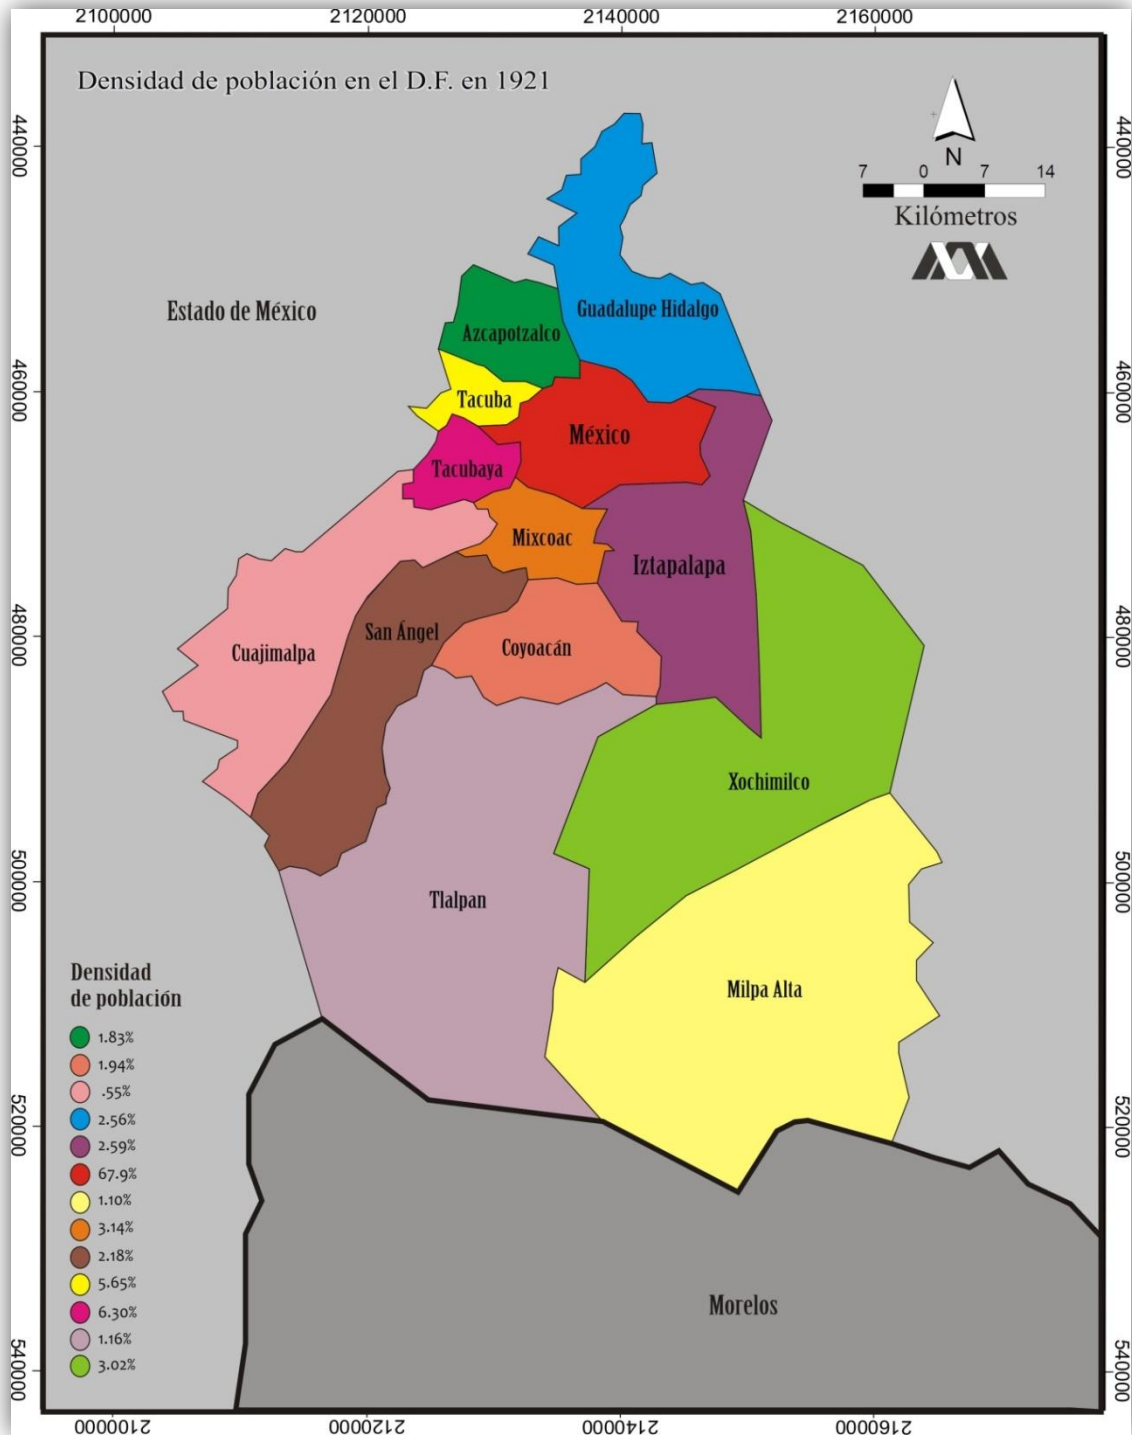 2100000 2120000 2140000 2160000
Densidad de población en el D.F. en 1921
N
7 0 7 14
Kilómetros
440000 440000
Estado de México
Guadalupe Hidalgo
Azcapotzalco
460000 460000
Tacuba
México
Tacubaya
Mixcoac
Iztapalapa
480000 480000
San Ángel
Cuajimalpa
Coyoacán
Xochimilco
500000 500000
Tlalpan
Milpa Alta
Densidad
de población
1.83%
1.94%
.55%
2.56%
2.59%
67.9%
1.10%
3.14%
2.18%
5.65%
6.30%
1.16%
3.02%
520000 520000
Morelos
540000 540000
2100000 2120000 2140000 2160000